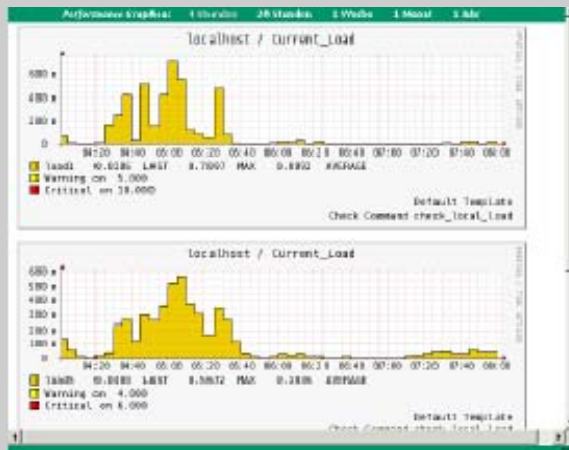 Performance Graphen: 4 Stunden 24 Stunden 1 Woche 1 Monat 1 Jahr
localhost / Current_Load
600 m
400 m
200 m
0
04:20 04:40 05:00 05:20 05:40 06:00 06:20 06:40 07:00 07:20 07:40 08:00
load1 LAST MAX AVERAGE
Warning on 5.000
Critical on 10.000
Default Template
Check Command check_local_load
localhost / Current_Load
600 m
500 m
400 m
300 m
200 m
100 m
0
04:20 04:40 05:00 05:20 05:40 06:00 06:20 06:40 07:00 07:20 07:40 08:00
load5 LAST MAX AVERAGE
Warning on 4.000
Critical on 6.000
Default Template
Check Command check_local_load